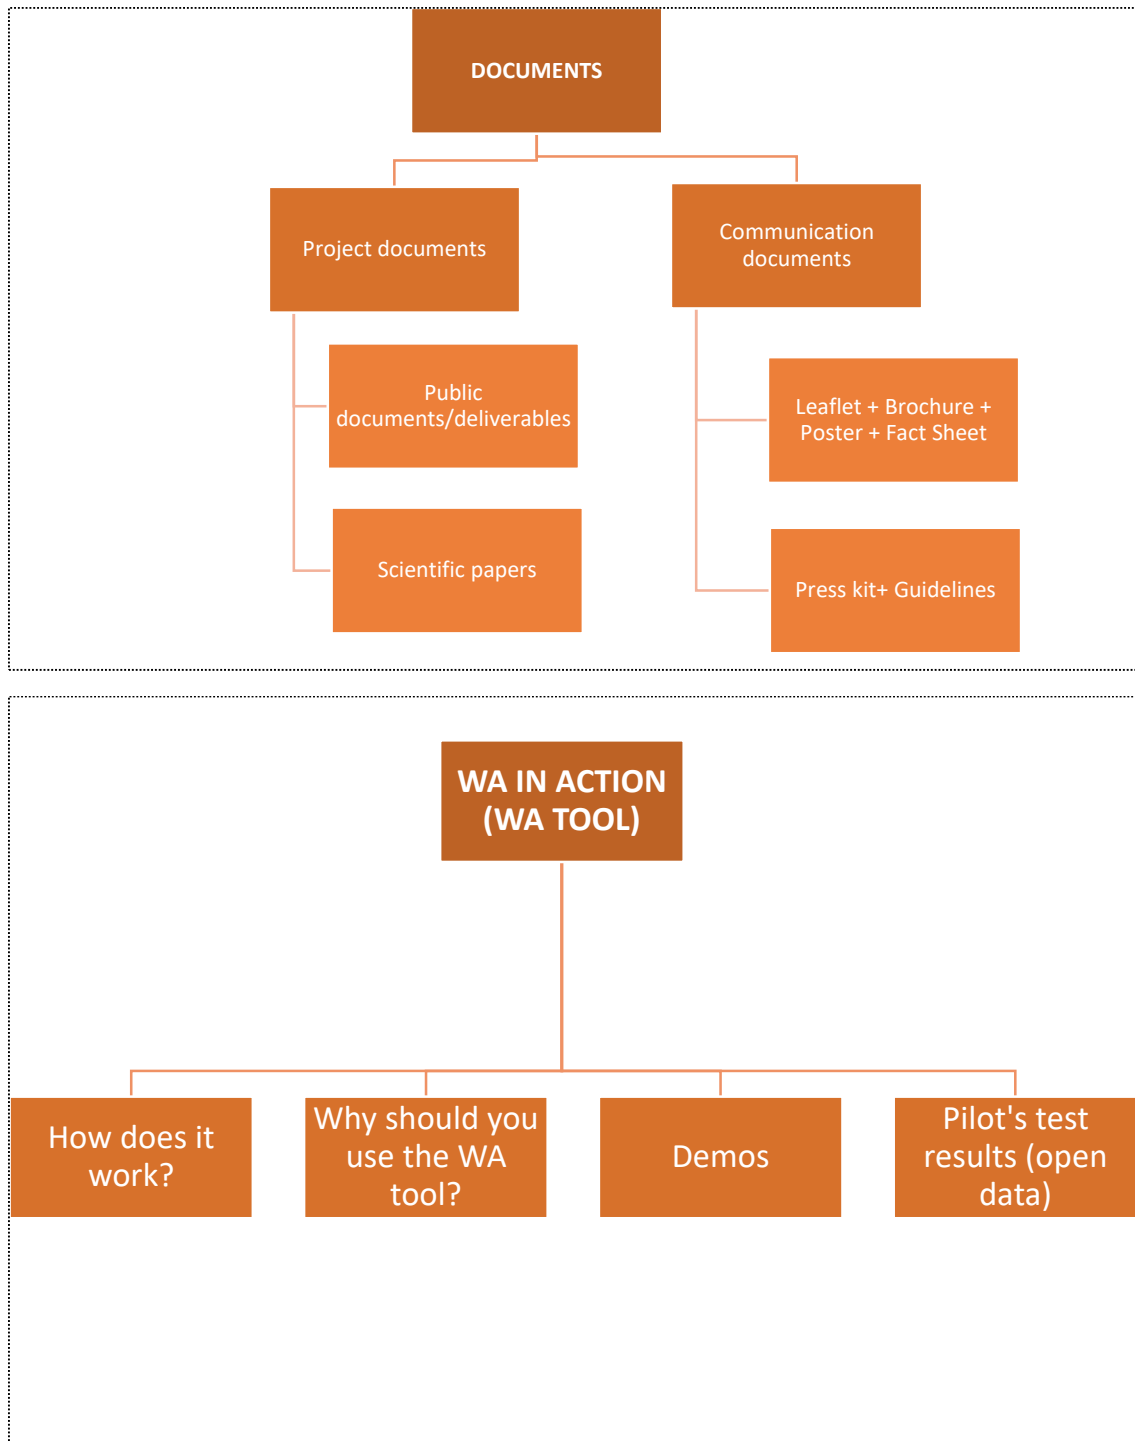 DOCUMENTS
Project documents
Communication
documents
Public
documents/deliverables
Leaflet + Brochure +
Poster + Fact Sheet
Scientific papers
Press kit+ Guidelines
WA IN ACTION
(WA TOOL)
How does it
work?
Why should you
use the WA
tool?
Demos
Pilot's test
results (open
data)